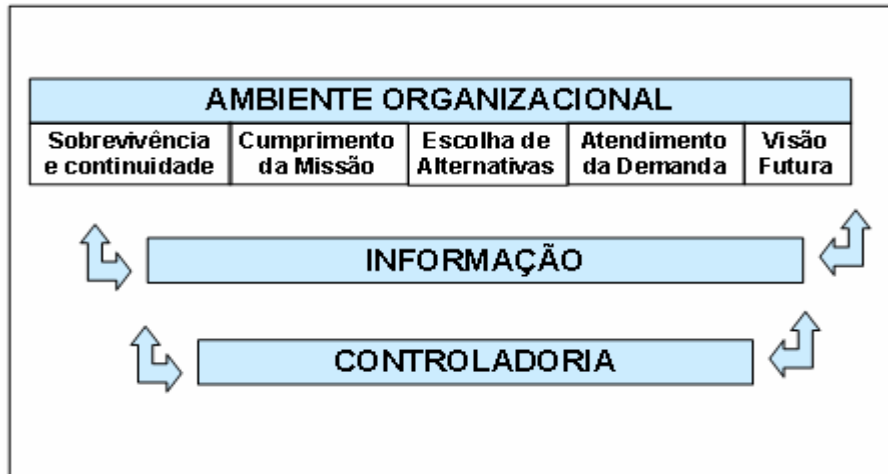 AMBIENTE ORGANIZACIONAL
Sobrevivência e continuidade
Cumprimento da Missão
Escolha de Alternativas
Atendimento da Demanda
Visão Futura
INFORMAÇÃO
CONTROLADORIA